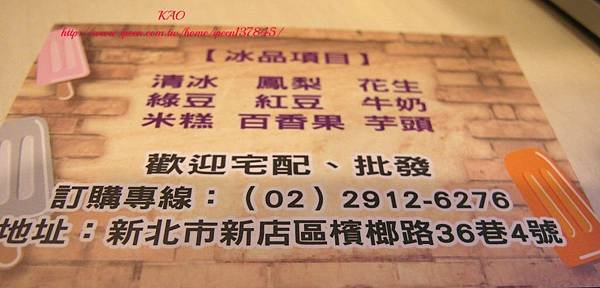 KAO
http://www.ipeen.com.tw/home/ipeen137845/
【冰品項目】
清冰 鳳梨 花生
綠豆 紅豆 牛奶
米糕 百香果 芋頭
歡迎宅配、批發
訂購專線：（02）2912-6276
地址：新北市新店區檳榔路36巷4號